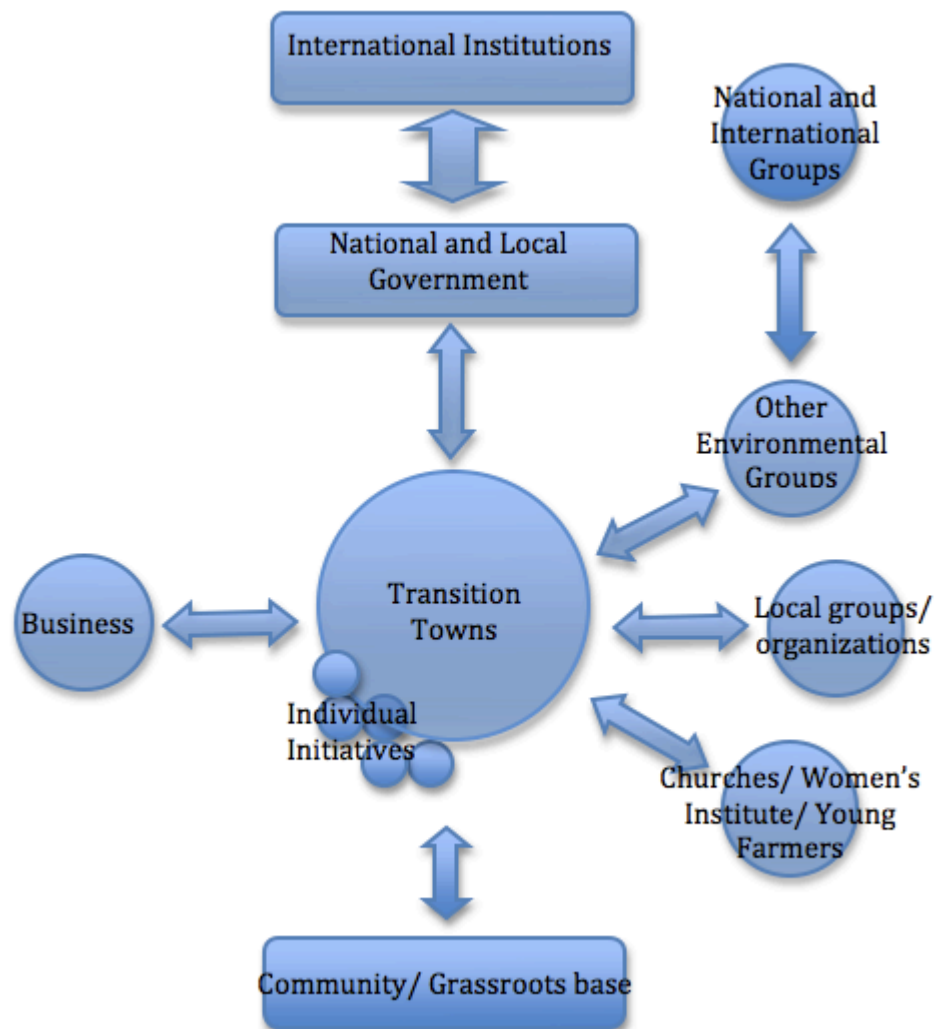 International Institutions
National and
International
Groups
National and Local
Government
Other
Environmental
Groups
Transition
Towns
Business
Local groups/
organizations
Individual
Initiatives
Churches/ Women's
Institute/ Young
Farmers
Community/ Grassroots base